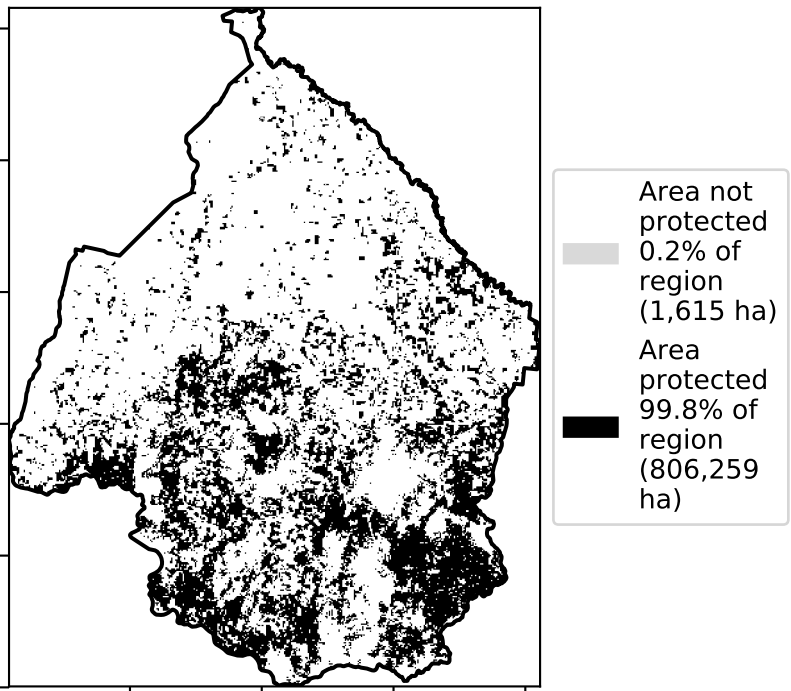 Area not
protected
0.2% of
region
(1,615 ha)
Area
protected
99.8% of
region
(806,259
ha)